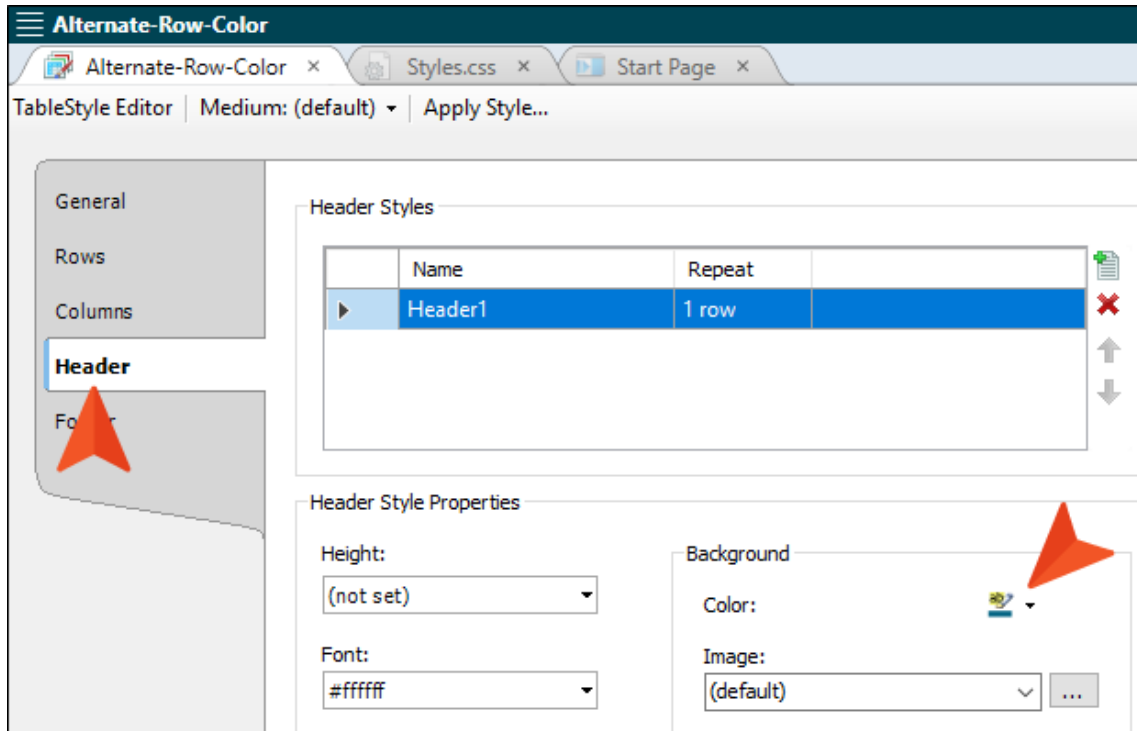 Alternate-Row-Color
Alternate-Row-Color × Styles.css × Start Page ×
TableStyle Editor Medium: (default) Apply Style...
General
Rows
Columns
Header
Header Styles
Name Repeat
Header1 1 row
Header Style Properties
Height:
(not set)
Font:
#ffffff
Background
Color:
Image:
(default) ...